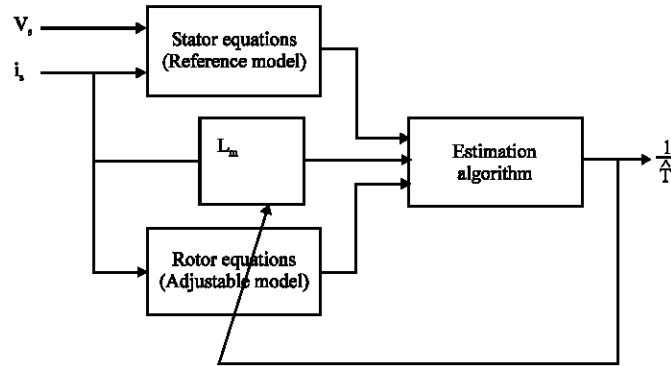 Vs
Stator equations
(Reference model)
is
Lm
Estimation
algorithm
1
T̂
Rotor equations
(Adjustable model)